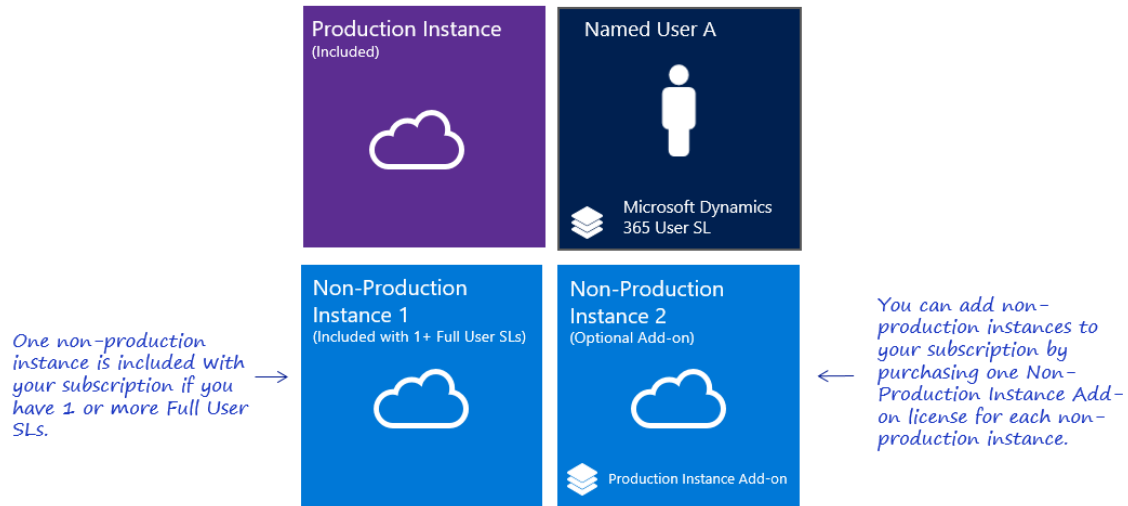 Production Instance
(Included)
Named User A
Microsoft Dynamics
365 User SL
One non-production
instance is included with
your subscription if you
have 1 or more Full User
SLs.
Non-Production
Instance 1
(Included with 1+ Full User SLs)
Non-Production
Instance 2
(Optional Add-on)
Production Instance Add-on
You can add non-
production instances to
your subscription by
purchasing one Non-
Production Instance Add-
on license for each non-
production instance.